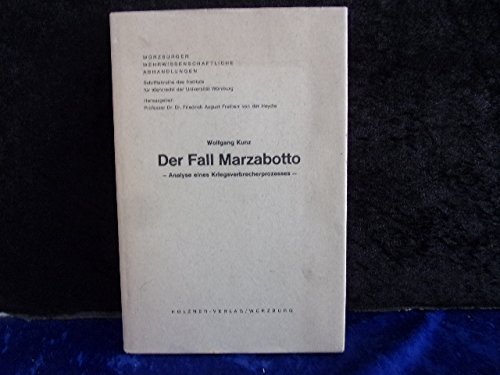 WÜRZBURGER
WEHRWISSENSCHAFTLICHE
ABHANDLUNGEN
Schriftenreihe des Instituts
für Wehrrecht der Universität Würzburg
Herausgeber:
Professor Dr. Dr. Friedrich August Freiherr von der Heydte
Wolfgang Kunz
Der Fall Marzabotto
– Analyse eines Kriegsverbrecherprozesses –
HOLZNER-VERLAG/WÜRZBURG